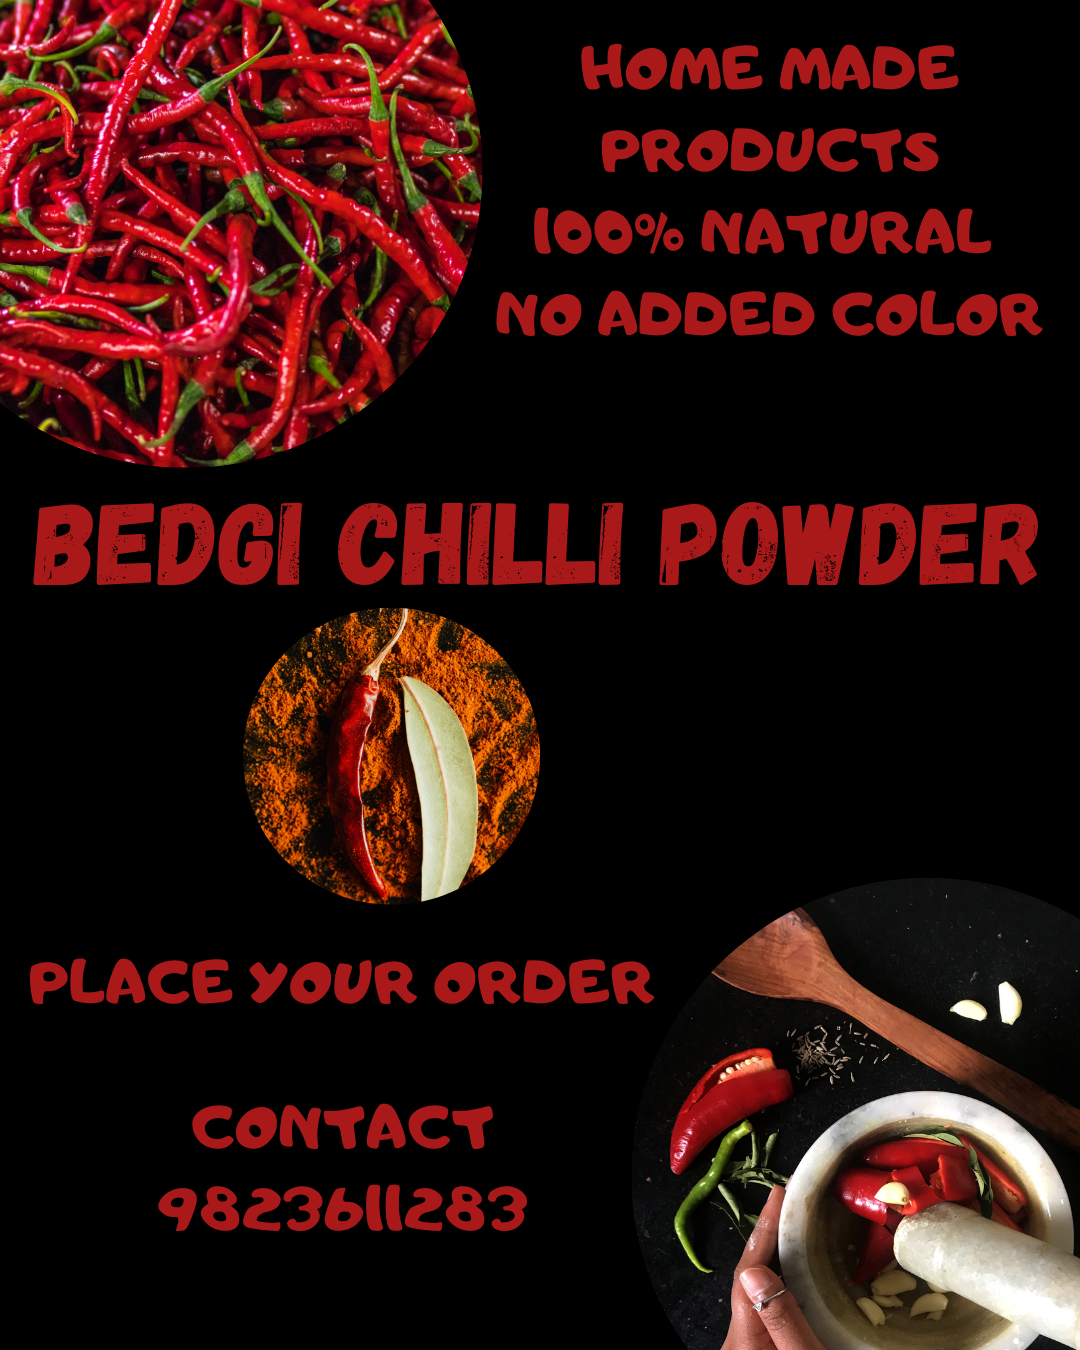 HOME MADE
PRODUCTS
100% NATURAL
NO ADDED COLOR
BEDGI CHILLI POWDER
PLACE YOUR ORDER
CONTACT
9823611283